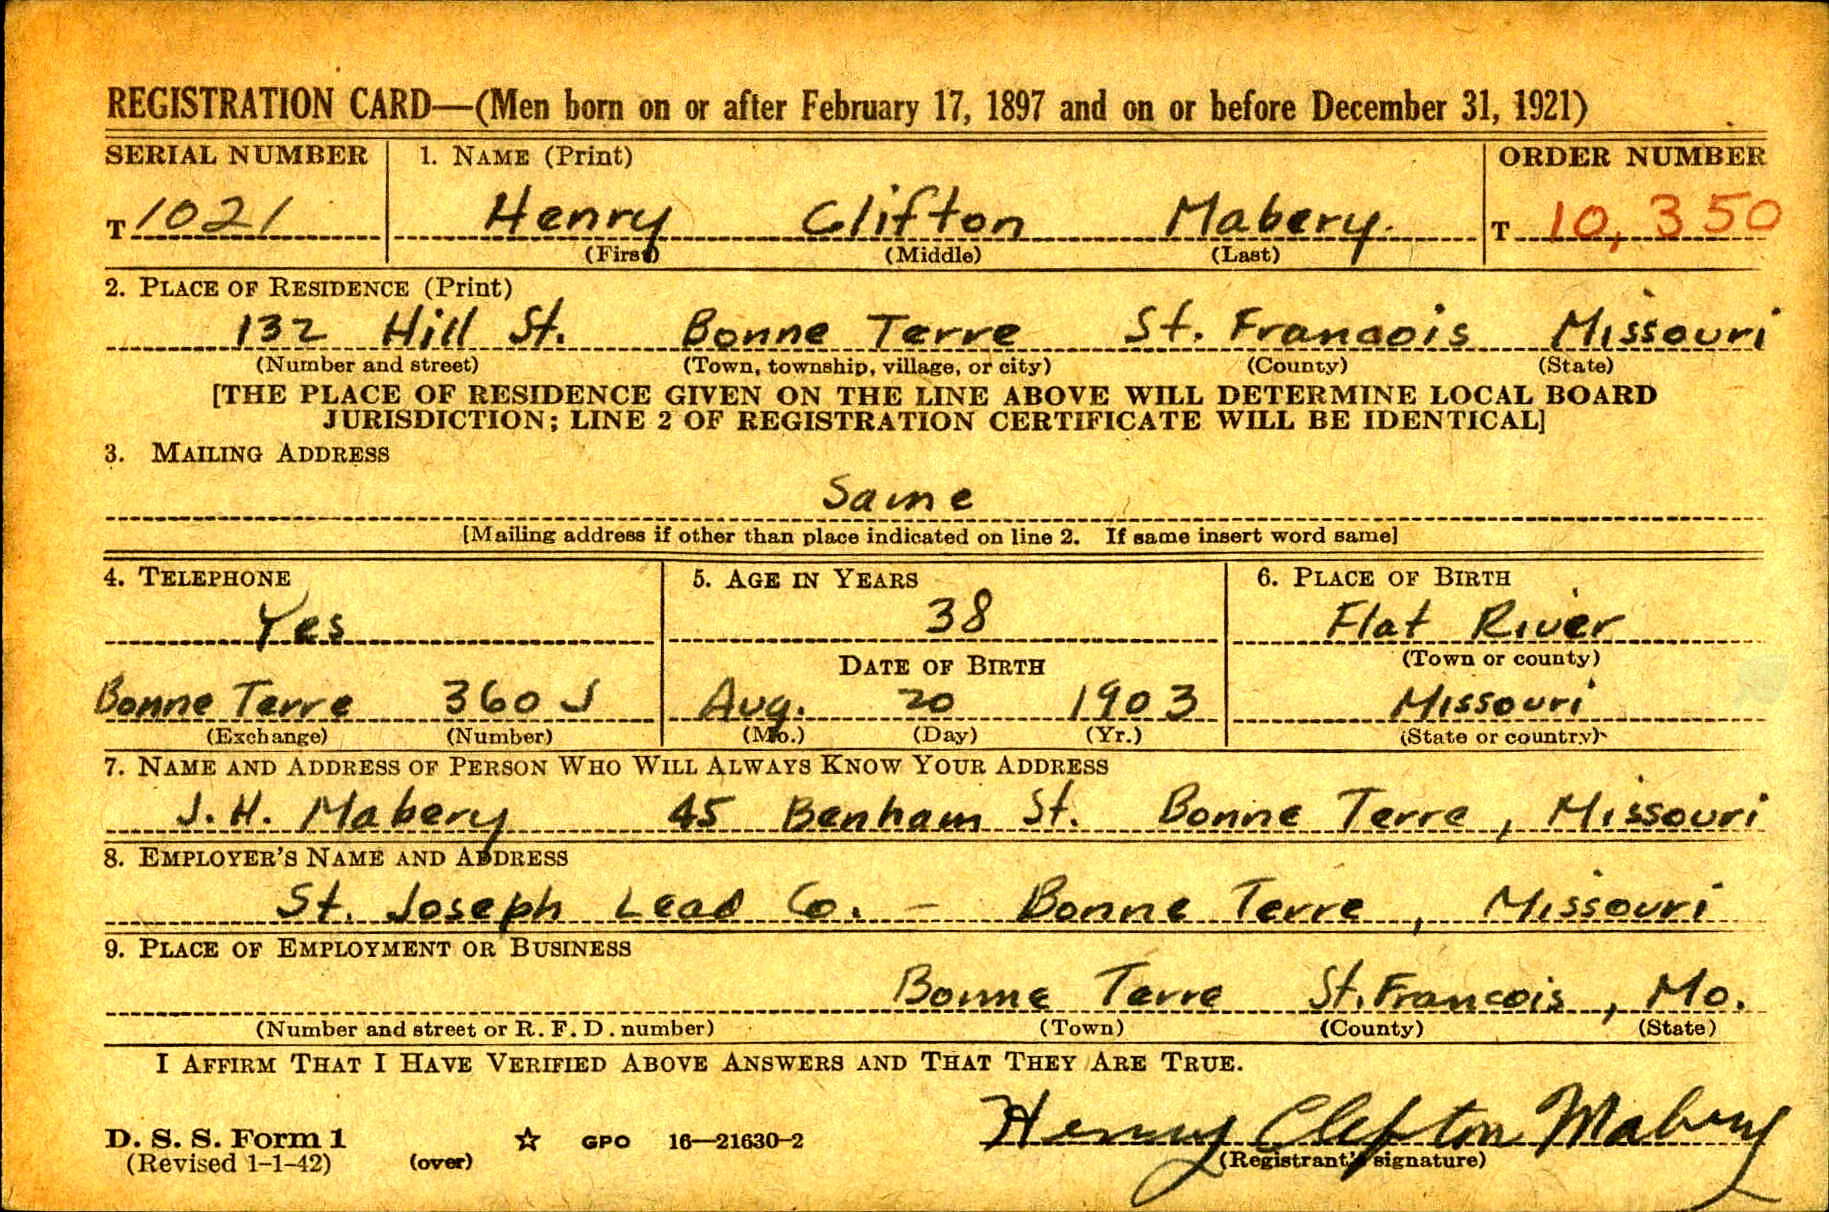 REGISTRATION CARD—(Men born on or after February 17, 1897 and on or before December 31, 1921)
SERIAL NUMBER 1. NAME (Print) ORDER NUMBER
T 1021 Henry Clifton Mabery. T 10,350
(First) (Middle) (Last)
2. PLACE OF RESIDENCE (Print)
132 Hill St. Bonne Terre St. Francois Missouri
(Number and street) (Town, township, village, or city) (County) (State)
[THE PLACE OF RESIDENCE GIVEN ON THE LINE ABOVE WILL DETERMINE LOCAL BOARD
JURISDICTION; LINE 2 OF REGISTRATION CERTIFICATE WILL BE IDENTICAL]
3. MAILING ADDRESS
Same
[Mailing address if other than place indicated on line 2. If same insert word same]
4. TELEPHONE 5. AGE IN YEARS 6. PLACE OF BIRTH
Yes 38 Flat River
DATE OF BIRTH (Town or county)
Bonne Terre 360 J Aug. 20 1903 Missouri
(Exchange) (Number) (Mo.) (Day) (Yr.) (State or country)
7. NAME AND ADDRESS OF PERSON WHO WILL ALWAYS KNOW YOUR ADDRESS
J. H. Mabery 45 Benham St. Bonne Terre, Missouri
8. EMPLOYER'S NAME AND ADDRESS
St. Joseph Lead Co. – Bonne Terre, Missouri
9. PLACE OF EMPLOYMENT OR BUSINESS
Bonne Terre St. Francois, Mo.
(Number and street or R. F. D. number) (Town) (County) (State)
I AFFIRM THAT I HAVE VERIFIED ABOVE ANSWERS AND THAT THEY ARE TRUE.
Henry Clifton Mabery
D. S. S. Form 1 ☆ GPO 16—21630-2
(Revised 1-1-42) (over) (Registrant's signature)